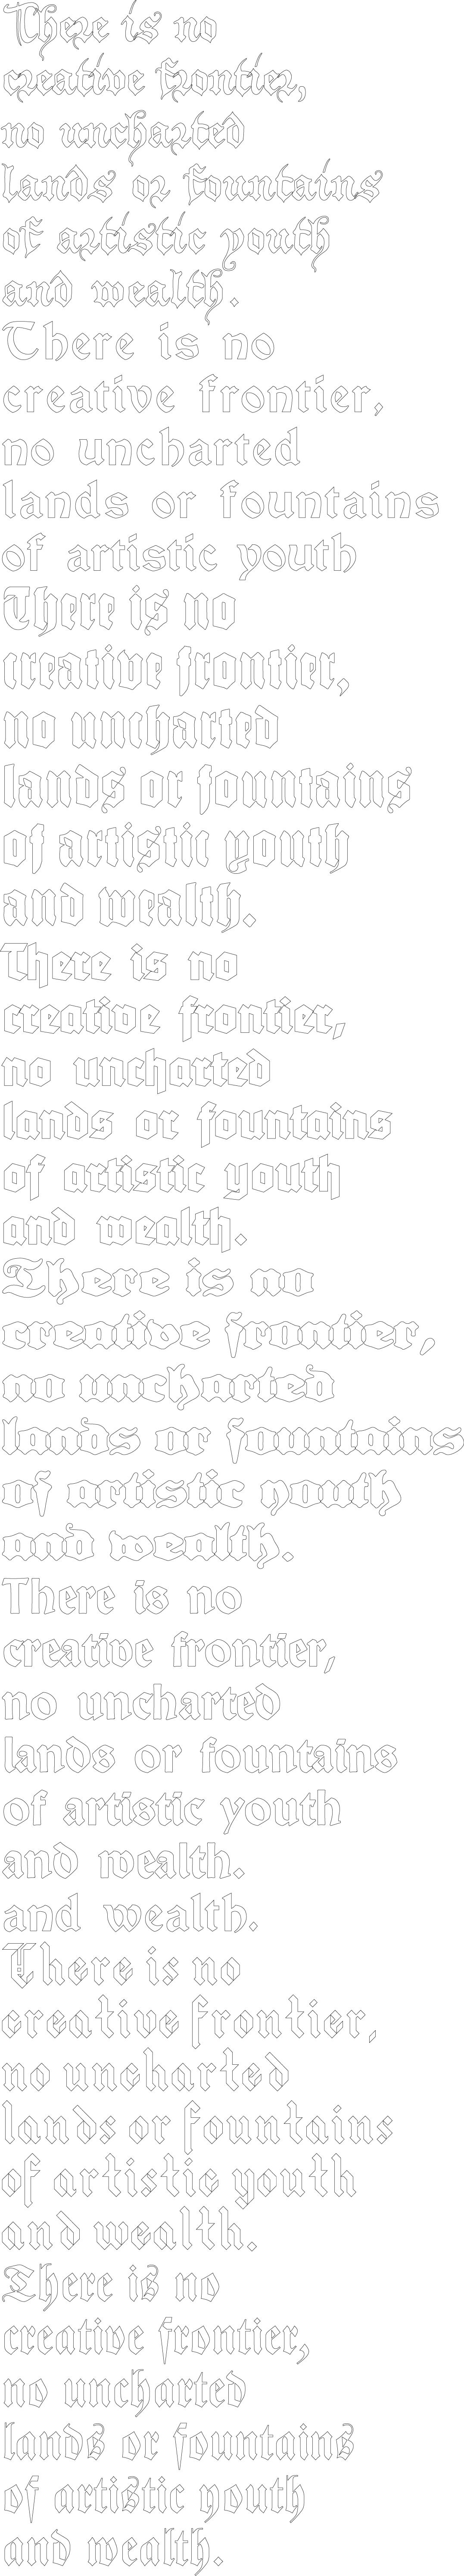 There is no
creative frontier,
no uncharted
lands or fountains
of artistic youth
and wealth.
There is no
creative frontier,
no uncharted
lands or fountains
of artistic youth
There is no
creative frontier,
no uncharted
lands or fountains
of artistic youth
and wealth.
There is no
creative frontier,
no uncharted
lands or fountains
of artistic youth
and wealth.
There is no
creative frontier,
no uncharted
lands or fountains
of artistic youth
and wealth.
There is no
creative frontier,
no uncharted
lands or fountains
of artistic youth
and wealth.
and wealth.
There is no
creative frontier,
no uncharted
lands or fountains
of artistic youth
and wealth.
There is no
creative frontier,
no uncharted
lands or fountains
of artistic youth
and wealth.